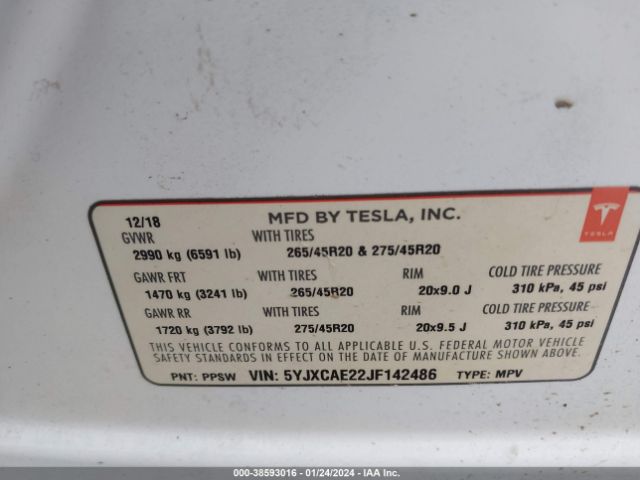 12/18 MFD BY TESLA, INC.
GVWR WITH TIRES
2990 kg (6591 lb) 265/45R20 & 275/45R20
TESLA
GAWR FRT WITH TIRES RIM COLD TIRE PRESSURE
1470 kg (3241 lb) 265/45R20 20x9.0 J 310 kPa, 45 psi
GAWR RR WITH TIRES RIM COLD TIRE PRESSURE
1720 kg (3792 lb) 275/45R20 20x9.5 J 310 kPa, 45 psi
THIS VEHICLE CONFORMS TO ALL APPLICABLE U.S. FEDERAL MOTOR VEHICLE
SAFETY STANDARDS IN EFFECT ON THE DATE OF MANUFACTURE SHOWN ABOVE.
PNT: PPSW VIN: 5YJXCAE22JF142486 TYPE: MPV
000-38593016 - 01/24/2024 - IAA Inc.